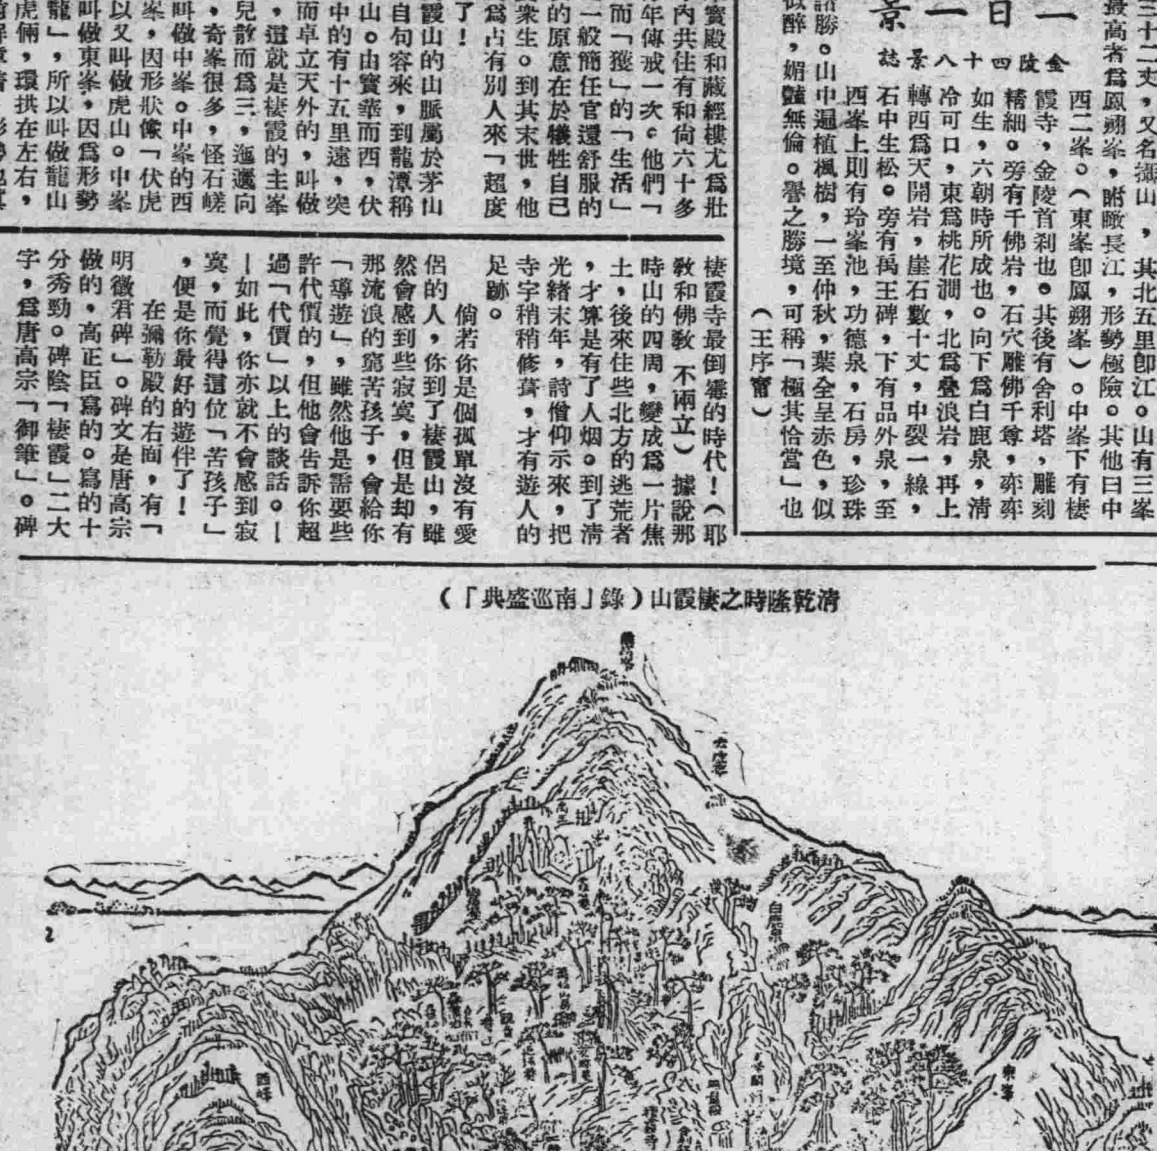 一日一景
金陵四十八景誌
三十二丈,又名攝山,其北五里卽江。山有三峯
最高者爲鳳翔峯,附瞰長江,形勢極險。其他曰中
西二峯。(東峯卽鳳翔峯)。中峯下有棲
霞寺,金陵首刹也。其後有舍利塔,雕刻
精細。旁有千佛岩,石穴雕佛千尊,弈弈
如生,六朝時所成也。向下爲白鹿泉,清
冷可口,東爲桃花澗,北爲疊浪岩,再上
轉西爲天開岩,崖石數十丈,中裂一線,
石中生松。旁有禹王碑,下有品外泉,至
西峯上則有玲峯池,功德泉,石房,珍珠
諸勝。山中遍植楓樹,一至仲秋,葉全呈赤色,似
似醉,媚豔無倫。譽之勝境,可稱「極其恰當」也
(王序甯)
寶殿和藏經樓尤爲壯
內共住有和尙六十多
年傳戒一次。他們「
而「獲」的「生活」
一般簡任官還舒服的
的原意在於犧牲自己
衆生。到其末世,他
爲占有別人來「超度
了!
霞山的山脈屬於茅山
自句容來,到龍潭稱
山。由寶華而西,伏
中的有十五里遠,突
而卓立天外的,叫做
,這就是棲霞的主峯
兒散而爲三,迤邐向
,奇峯很多,怪石嵯
叫做中峯。中峯的西
峯,因形狀像「伏虎
以又叫做虎山。中峯
叫做東峯,因爲形勢
龍」,所以叫做龍山
虎倆,環拱在左右,
棲霞寺最倒霉的時代!(耶
敎和佛敎不兩立)據說那
時山的四周,變成爲一片焦
土,後來住些北方的逃荒者
,才算是有了人烟。到了清
光緒末年,詩僧仰示來,把
寺宇稍稍修葺,才有遊人的
足跡。
倘若你是個孤單沒有愛
侶的人,你到了棲霞山,雖
然會感到些寂寞,但是却有
那流浪的窮苦孩子,會給你
「導遊」,雖然他是需要些
許代價的,但他會告訴你超
過「代價」以上的談話。ー
ー如此,你亦就不會感到寂
寞,而覺得這位「苦孩子」
,便是你最好的遊伴了!
在彌勒殿的右面,有「
明徵君碑」。碑文是唐高宗
做的,高正臣寫的。寫的十
分秀勁。碑陰「棲霞」二大
字,爲唐高宗「御筆」。碑
清乾隆時之棲霞山(錄「南巡盛典」)
白鹿泉
東峯
西峰